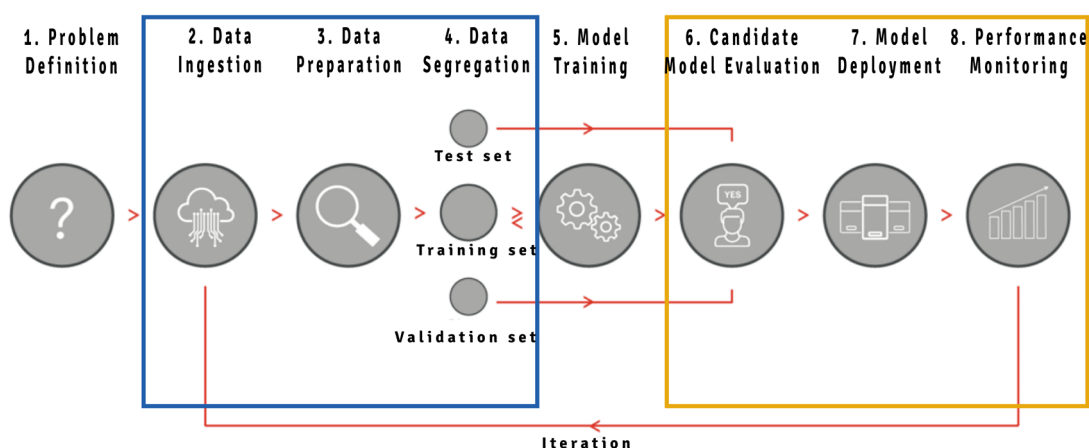 1. Problem
Definition
2. Data
Ingestion
3. Data
Preparation
4. Data
Segregation
5. Model
Training
6. Candidate
Model Evaluation
7. Model
Deployment
8. Performance
Monitoring
Test set
?
YES
Training set
Validation set
Iteration